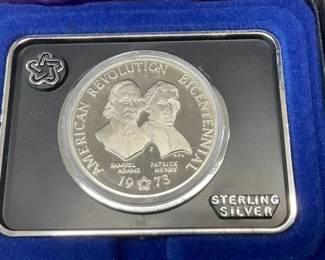 AMERICAN REVOLUTION BICENTENNIAL
SAMUEL ADAMS
PATRICK HENRY
1973
STERLING
SILVER